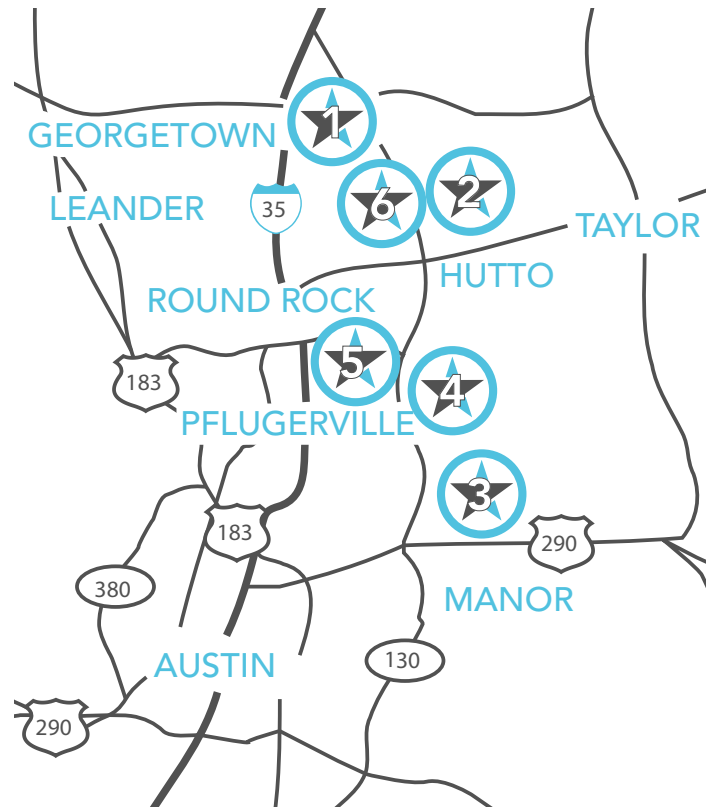 1
GEORGETOWN
2
6
LEANDER
35
TAYLOR
HUTTO
ROUND ROCK
5
183
4
PFLUGERVILLE
3
183
290
380
MANOR
130
AUSTIN
290